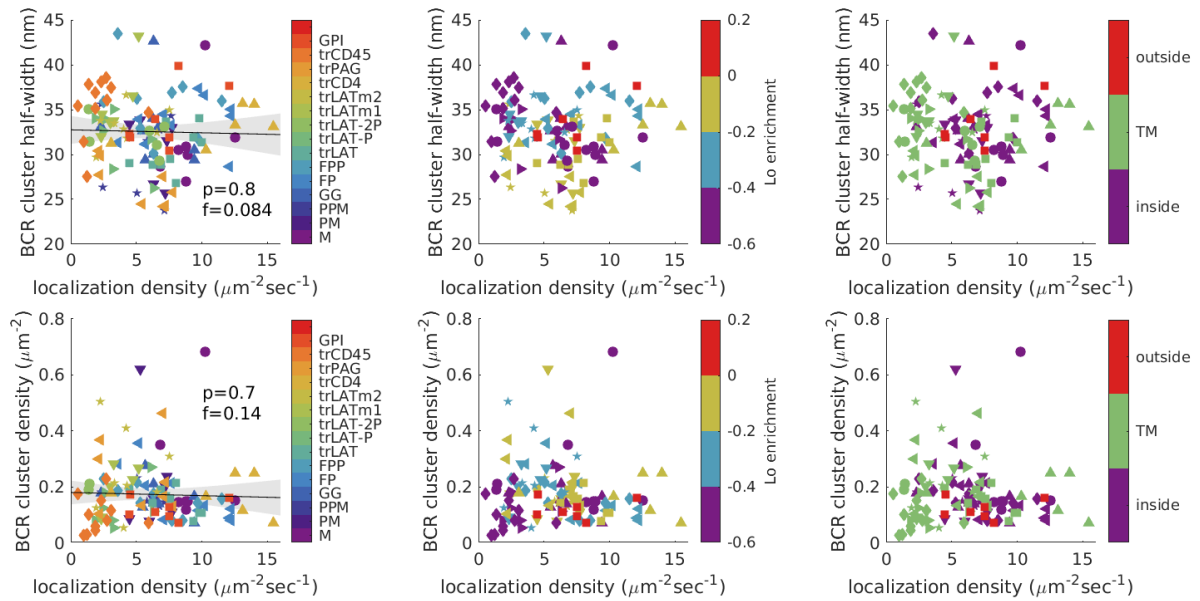 BCR cluster half-width (nm)
45
40
35
30
25
20
0
5
10
15
localization density (μm⁻²sec⁻¹)
p=0.8
f=0.084
GPI
trCD45
trPAG
trCD4
trLATm2
trLATm1
trLAT-2P
trLAT-P
trLAT
FPP
FP
GG
PPM
PM
M
BCR cluster half-width (nm)
45
40
35
30
25
20
0
5
10
15
localization density (μm⁻²sec⁻¹)
0.2
0
-0.2
-0.4
-0.6
Lo enrichment
BCR cluster half-width (nm)
45
40
35
30
25
20
0
5
10
15
localization density (μm⁻²sec⁻¹)
outside
TM
inside
BCR cluster density (μm⁻²)
0.8
0.6
0.4
0.2
0
0
5
10
15
localization density (μm⁻²sec⁻¹)
p=0.7
f=0.14
GPI
trCD45
trPAG
trCD4
trLATm2
trLATm1
trLAT-2P
trLAT-P
trLAT
FPP
FP
GG
PPM
PM
M
BCR cluster density (μm⁻²)
0.8
0.6
0.4
0.2
0
0
5
10
15
localization density (μm⁻²sec⁻¹)
0.2
0
-0.2
-0.4
-0.6
Lo enrichment
BCR cluster density (μm⁻²)
0.8
0.6
0.4
0.2
0
0
5
10
15
localization density (μm⁻²sec⁻¹)
outside
TM
inside